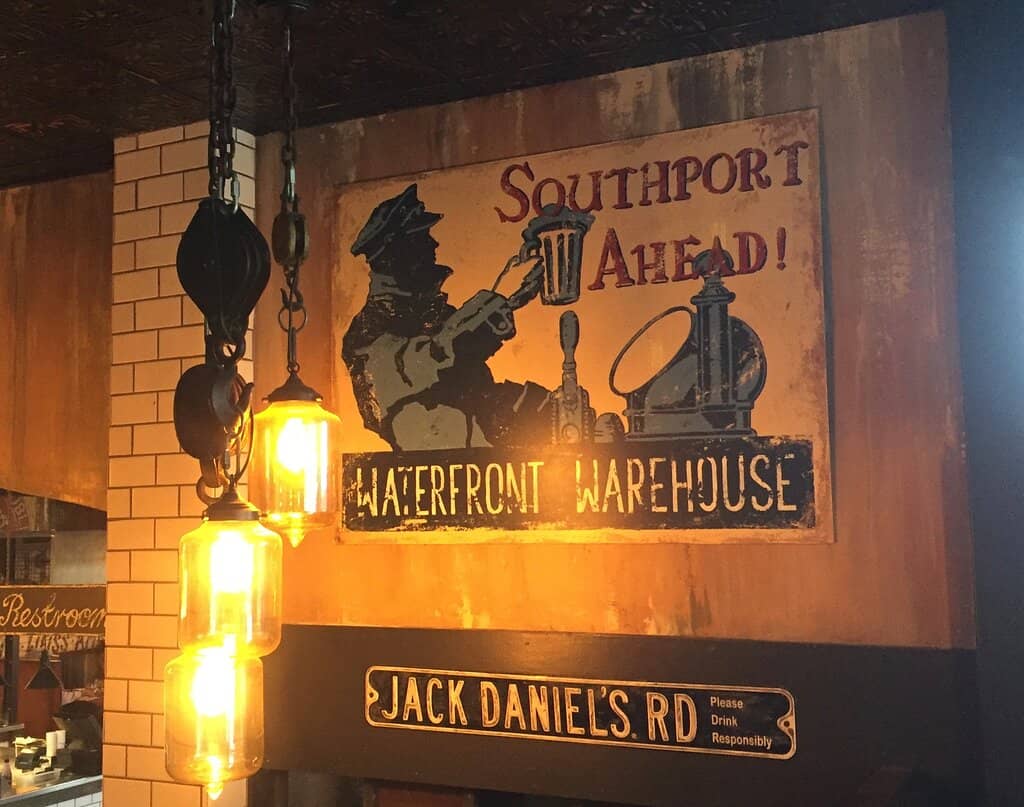 SOUTHPORT
AHEAD!
WATERFRONT WAREHOUSE
JACK DANIEL'S. RD
Please
Drink
Responsibly
Restroom